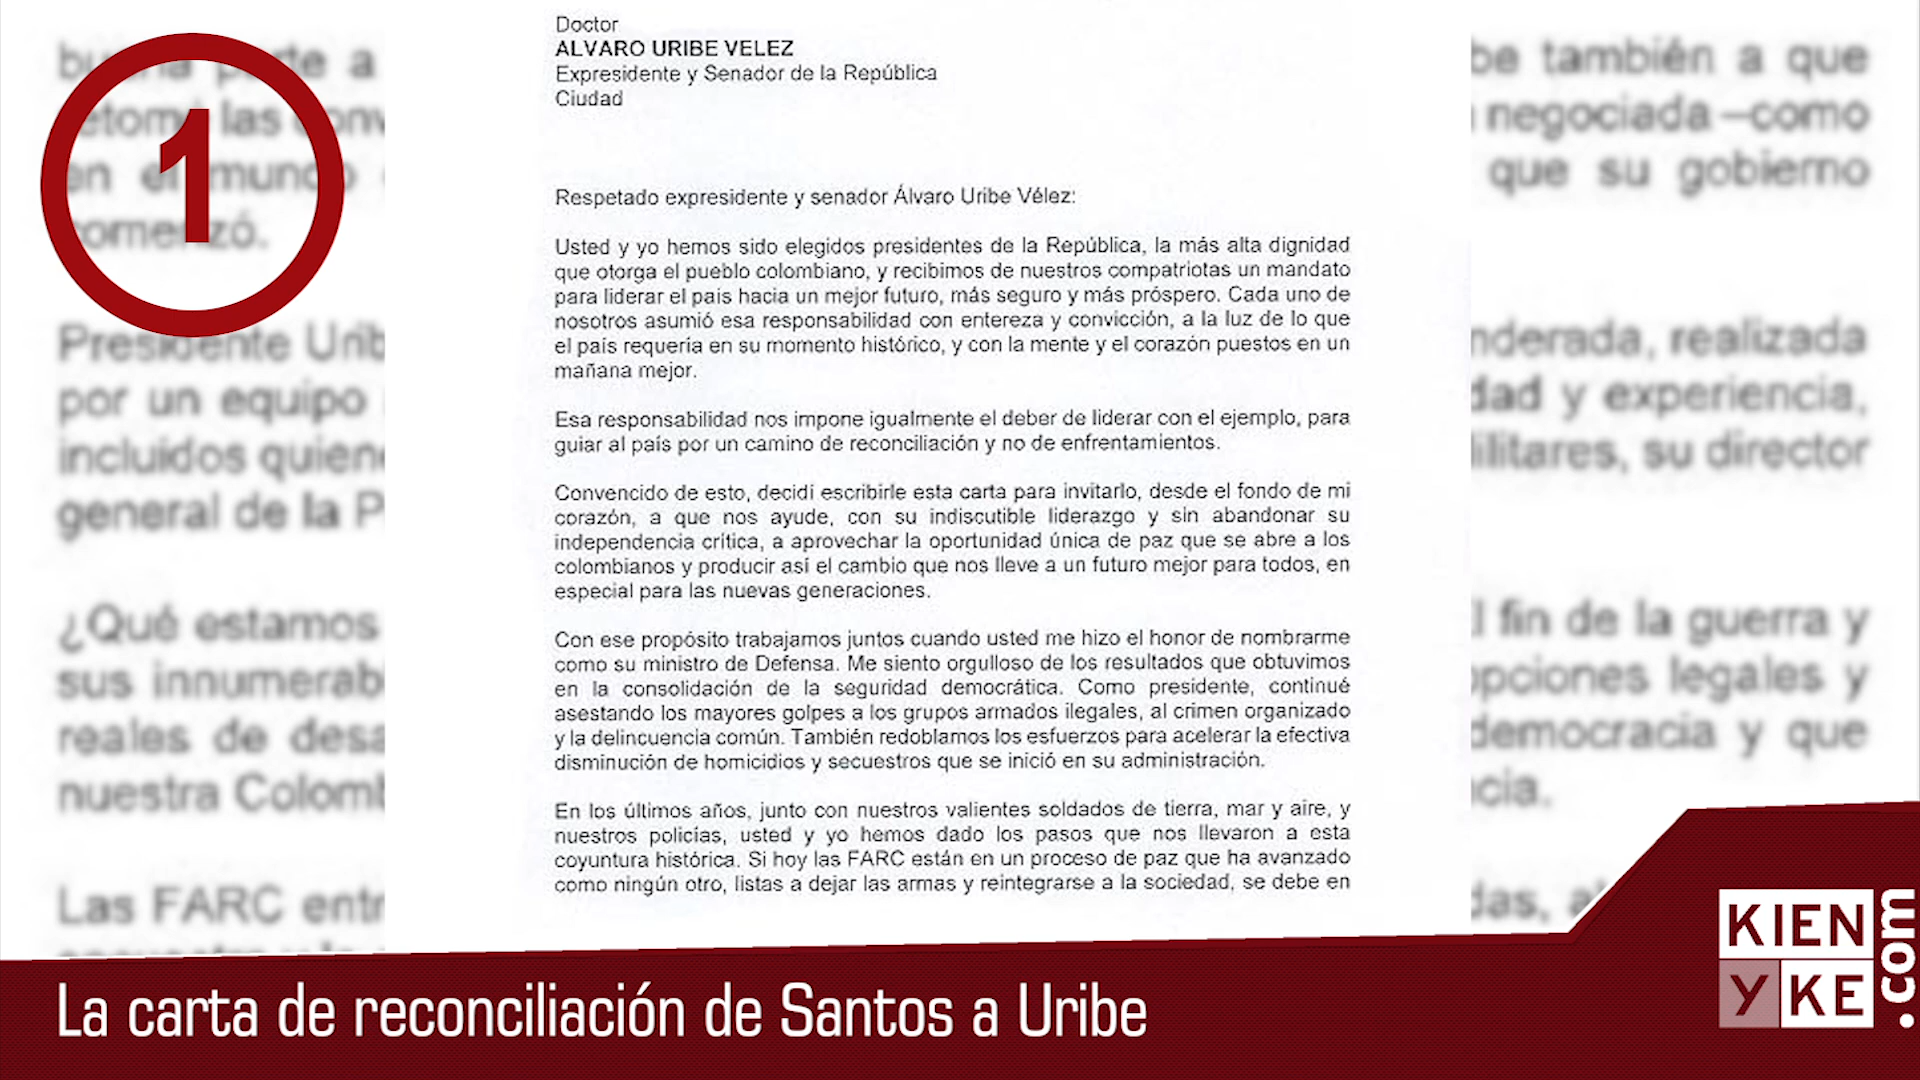 1
buena parte a
retome las conv
en el mundo
comenzó.
Presidente Urib
por un equipo
incluidos quiene
general de la P
¿Qué estamos
sus innumerab
reales de desa
nuestra Colomb
Las FARC entr
Doctor
ALVARO URIBE VELEZ
Expresidente y Senador de la República
Ciudad
Respetado expresidente y senador Álvaro Uribe Vélez:
Usted y yo hemos sido elegidos presidentes de la República, la más alta dignidad
que otorga el pueblo colombiano, y recibimos de nuestros compatriotas un mandato
para liderar el país hacia un mejor futuro, más seguro y más próspero. Cada uno de
nosotros asumió esa responsabilidad con entereza y convicción, a la luz de lo que
el país requería en su momento histórico, y con la mente y el corazón puestos en un
mañana mejor.
Esa responsabilidad nos impone igualmente el deber de liderar con el ejemplo, para
guiar al país por un camino de reconciliación y no de enfrentamientos.
Convencido de esto, decidí escribirle esta carta para invitarlo, desde el fondo de mi
corazón, a que nos ayude, con su indiscutible liderazgo y sin abandonar su
independencia crítica, a aprovechar la oportunidad única de paz que se abre a los
colombianos y producir así el cambio que nos lleve a un futuro mejor para todos, en
especial para las nuevas generaciones.
Con ese propósito trabajamos juntos cuando usted me hizo el honor de nombrarme
como su ministro de Defensa. Me siento orgulloso de los resultados que obtuvimos
en la consolidación de la seguridad democrática. Como presidente, continué
asestando los mayores golpes a los grupos armados ilegales, al crimen organizado
y la delincuencia común. También redoblamos los esfuerzos para acelerar la efectiva
disminución de homicidios y secuestros que se inició en su administración.
En los últimos años, junto con nuestros valientes soldados de tierra, mar y aire, y
nuestros policías, usted y yo hemos dado los pasos que nos llevaron a esta
coyuntura histórica. Si hoy las FARC están en un proceso de paz que ha avanzado
como ningún otro, listas a dejar las armas y reintegrarse a la sociedad, se debe en
be también a que
negociada –como
que su gobierno
nderada, realizada
dad y experiencia,
ilitares, su director
l fin de la guerra y
opciones legales y
democracia y que
cia.
das, a
La carta de reconciliación de Santos a Uribe
KIEN
Y KE
.com